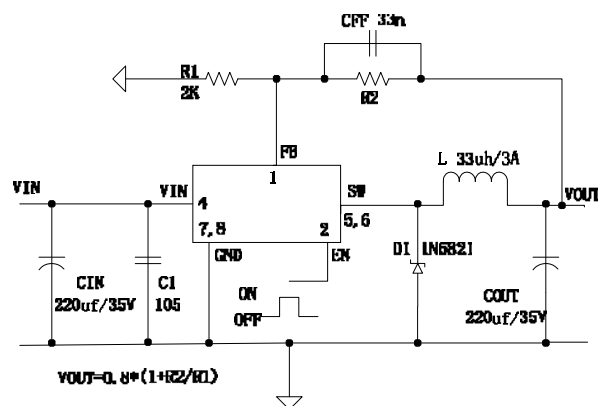 CFF 33n
R1
2K
R2
FB
1
L 33uh/3A
VIN
VIN
4
SW
VOUT
5,6
7,8
2
GND
EN
D1 1N5821
CIN
220uf/35V
C1
105
ON
OFF
COUT
220uf/35V
VOUT=0.8*(1+R2/R1)